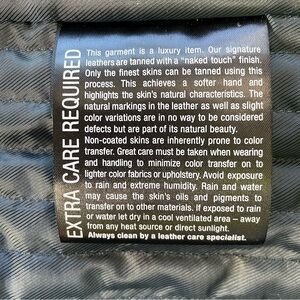 EXTRA CARE REQUIRED
This garment is a luxury item. Our signature
leathers are tanned with a "naked touch" finish.
Only the finest skins can be tanned using this
process. This achieves a softer hand and
highlights the skin's natural characteristics. The
natural markings in the leather as well as slight
color variations are in no way to be considered
defects but are part of its natural beauty.
Non-coated skins are inherently prone to color
transfer. Great care must be taken when wearing
and handling to minimize color transfer on to
lighter color fabrics or upholstery. Avoid exposure
to rain and extreme humidity. Rain and water
may cause the skin's oils and pigments to
transfer on to other materials. If exposed to rain
or water let dry in a cool ventilated area – away
from any heat source or direct sunlight.
Always clean by a leather care specialist.